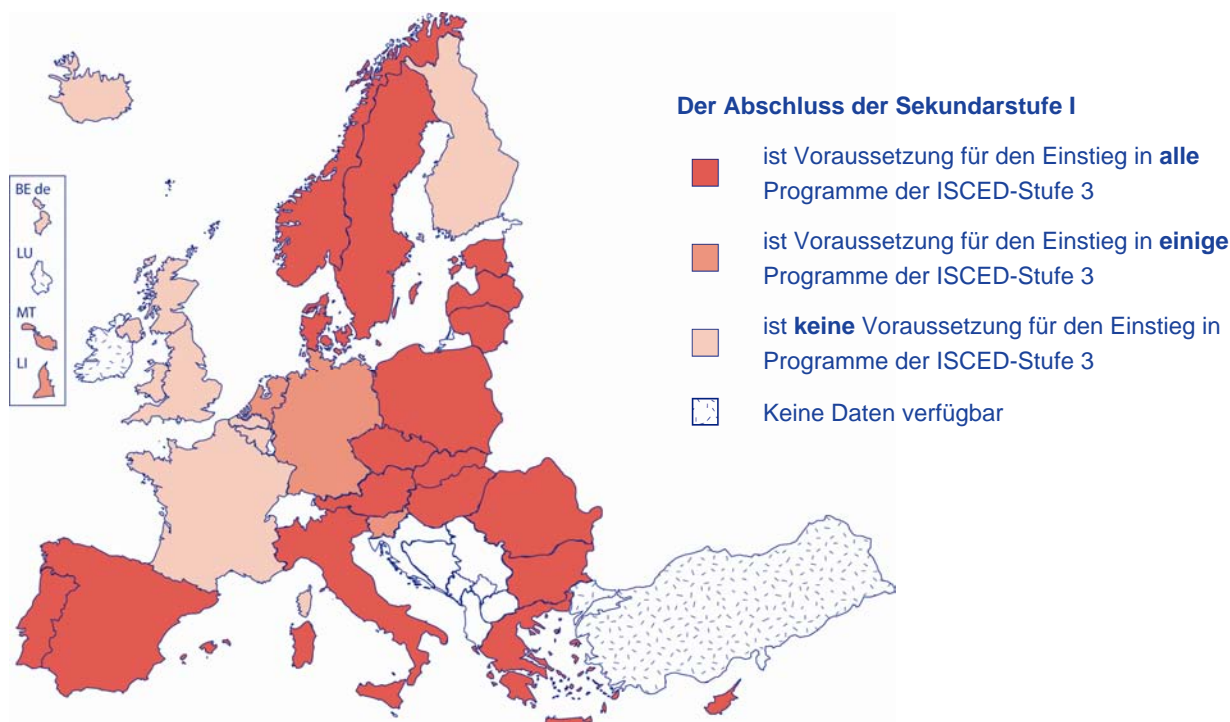 Der Abschluss der Sekundarstufe I
ist Voraussetzung für den Einstieg in alle
Programme der ISCED-Stufe 3
ist Voraussetzung für den Einstieg in einige
Programme der ISCED-Stufe 3
ist keine Voraussetzung für den Einstieg in
Programme der ISCED-Stufe 3
Keine Daten verfügbar
BE de
LU
MT
LI